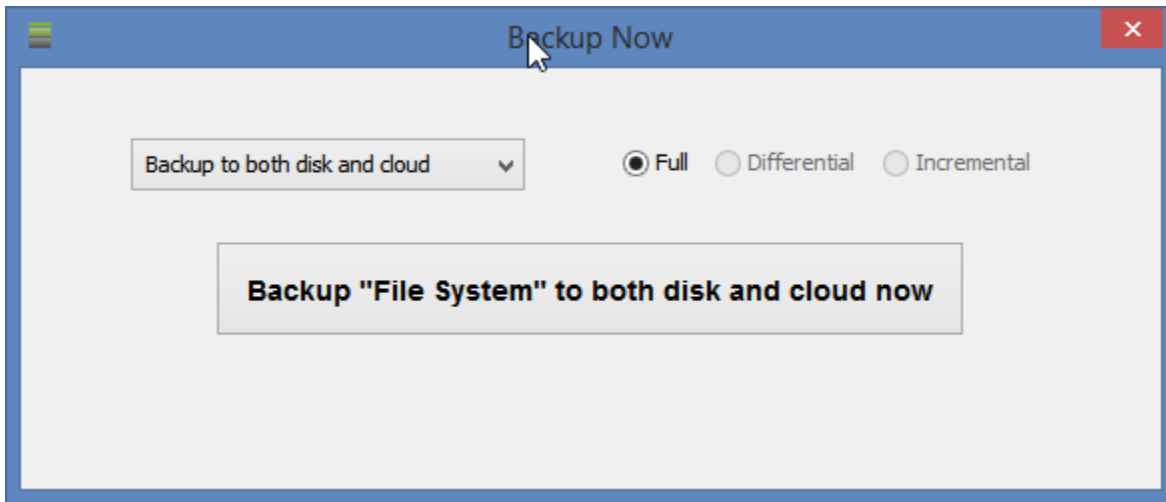 Backup Now
Backup to both disk and cloud
Full Differential Incremental
Backup "File System" to both disk and cloud now